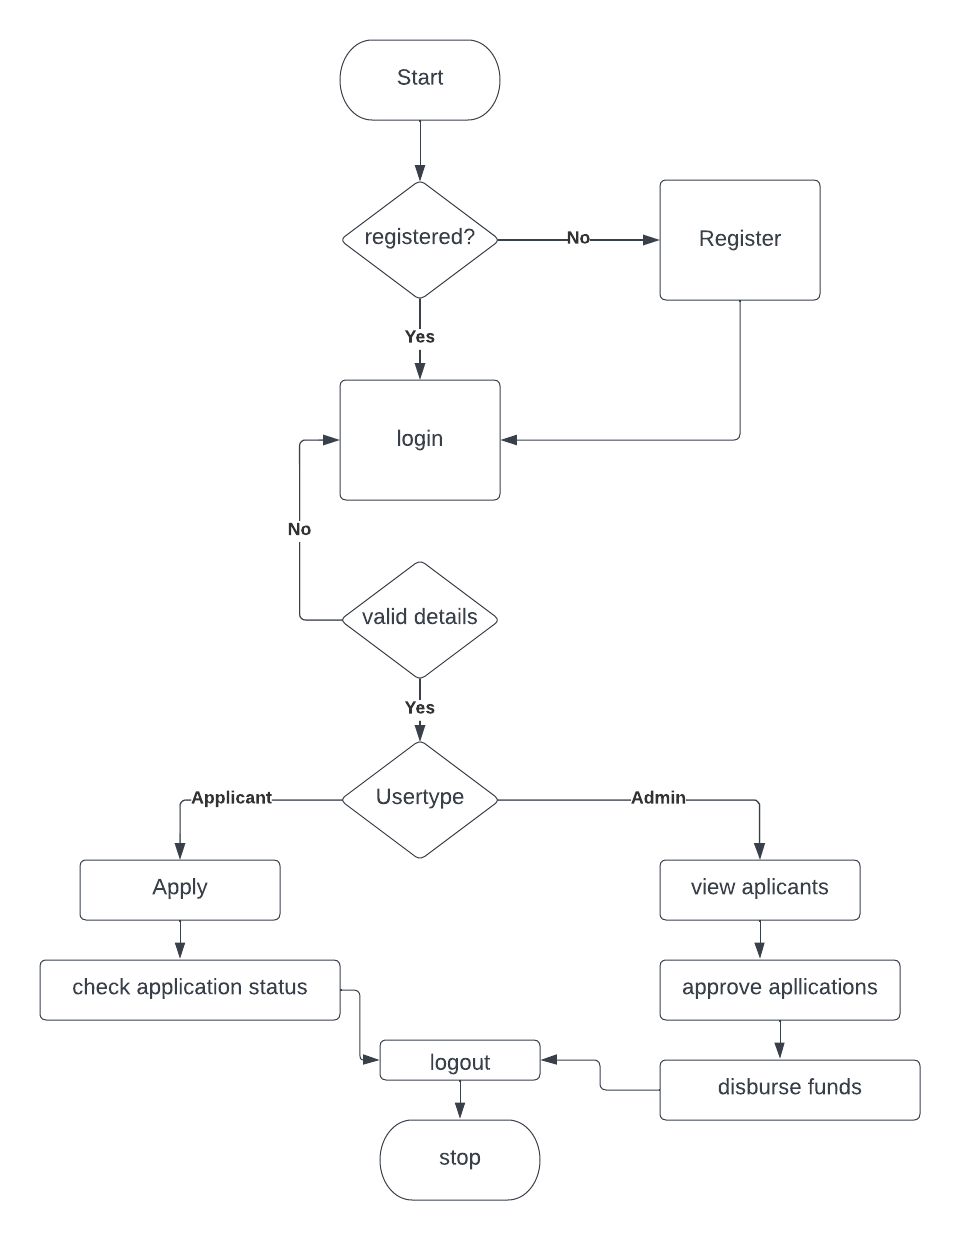 Start
registered?
No
Register
Yes
login
No
valid details
Yes
Usertype
Applicant
Admin
Apply
view aplicants
check application status
approve apllications
logout
disburse funds
stop